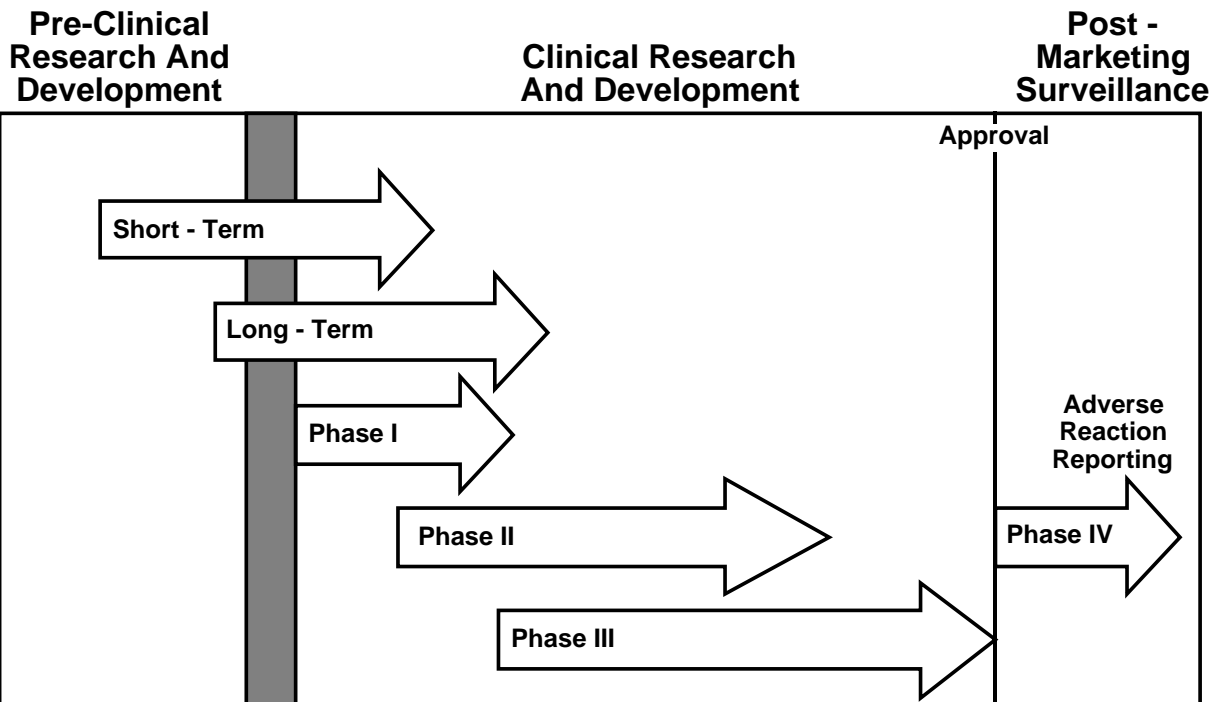 Pre-Clinical
Research And
Development
Clinical Research
And Development
Post -
Marketing
Surveillance
Approval
Short - Term
Long - Term
Phase I
Adverse
Reaction
Reporting
Phase II
Phase IV
Phase III